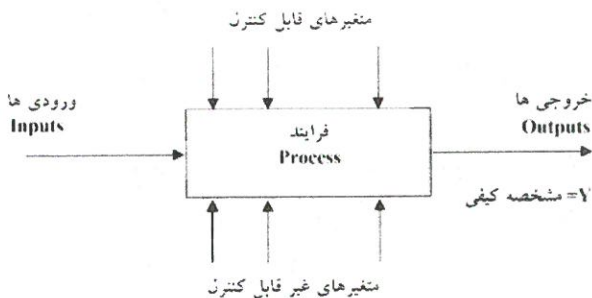 متغیرهای قابل کنترل
ورودی ها
Inputs
فرایند
Process
خروجی ها
Outputs
Y= مشخصه کیفی
متغیرهای غیر قابل کنترل